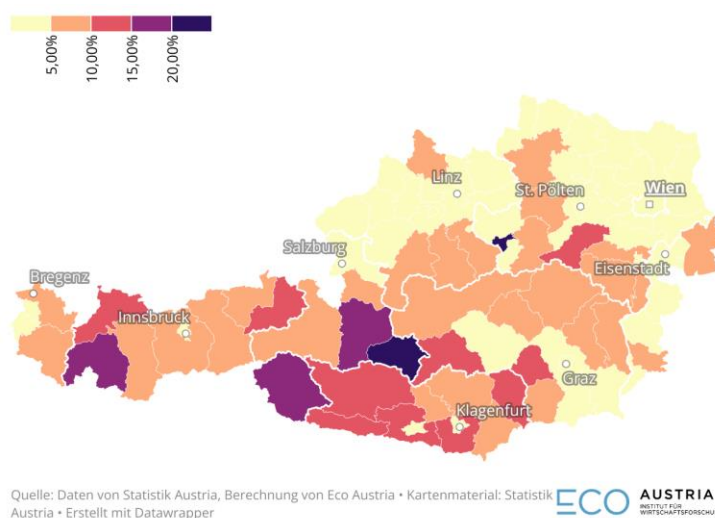 5,00%
10,00%
15,00%
20,00%
Linz
St. Pölten
Wien
Salzburg
Eisenstadt
Bregenz
Innsbruck
Graz
Klagenfurt
Quelle: Daten von Statistik Austria, Berechnung von Eco Austria • Kartenmaterial: Statistik
Austria • Erstellt mit Datawrapper
ECO AUSTRIA
INSTITUT FÜR
WIRTSCHAFTSFORSCHU